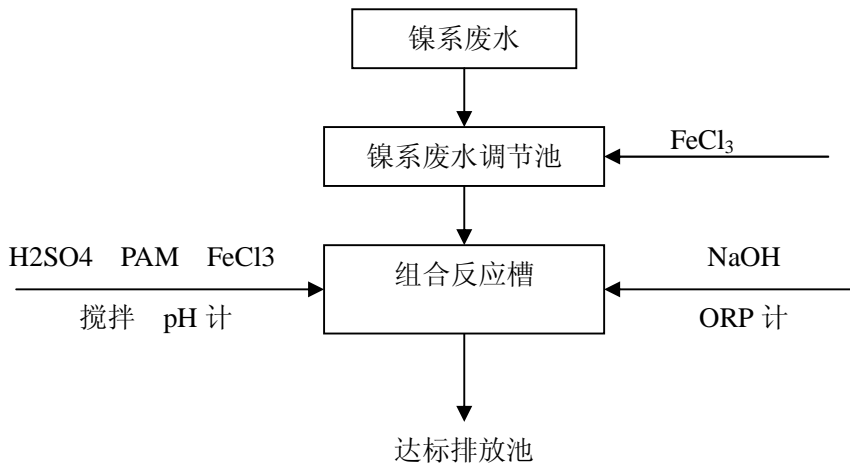 镍系废水
镍系废水调节池
FeCl₃
H2SO4 PAM FeCl3
组合反应槽
NaOH
搅拌 pH 计
ORP 计
达标排放池